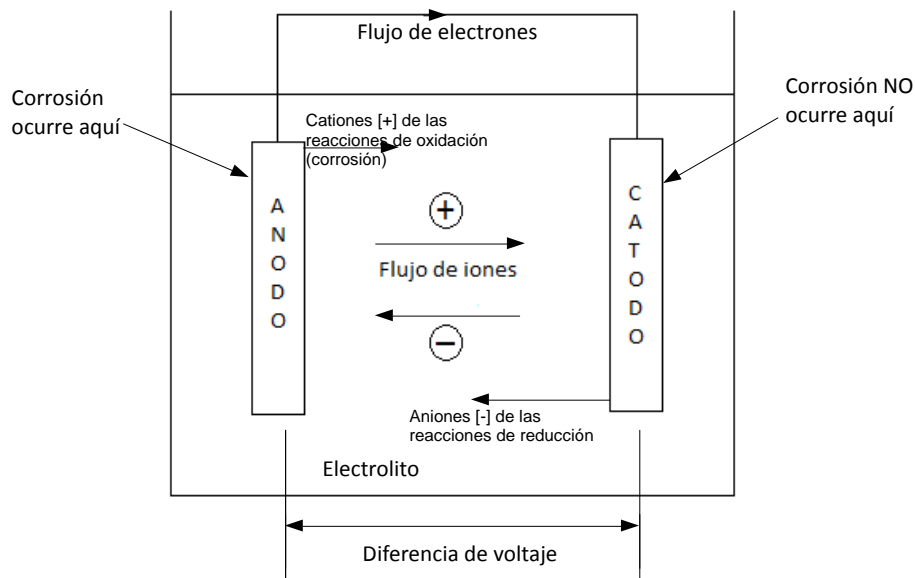 Flujo de electrones
Corrosión
ocurre aquí
Corrosión NO
ocurre aquí
Cationes [+] de las
reacciones de oxidación
(corrosión)
A
N
O
D
O
C
A
T
O
D
O
+
Flujo de iones
−
Aniones [-] de las
reacciones de reducción
Electrolito
Diferencia de voltaje